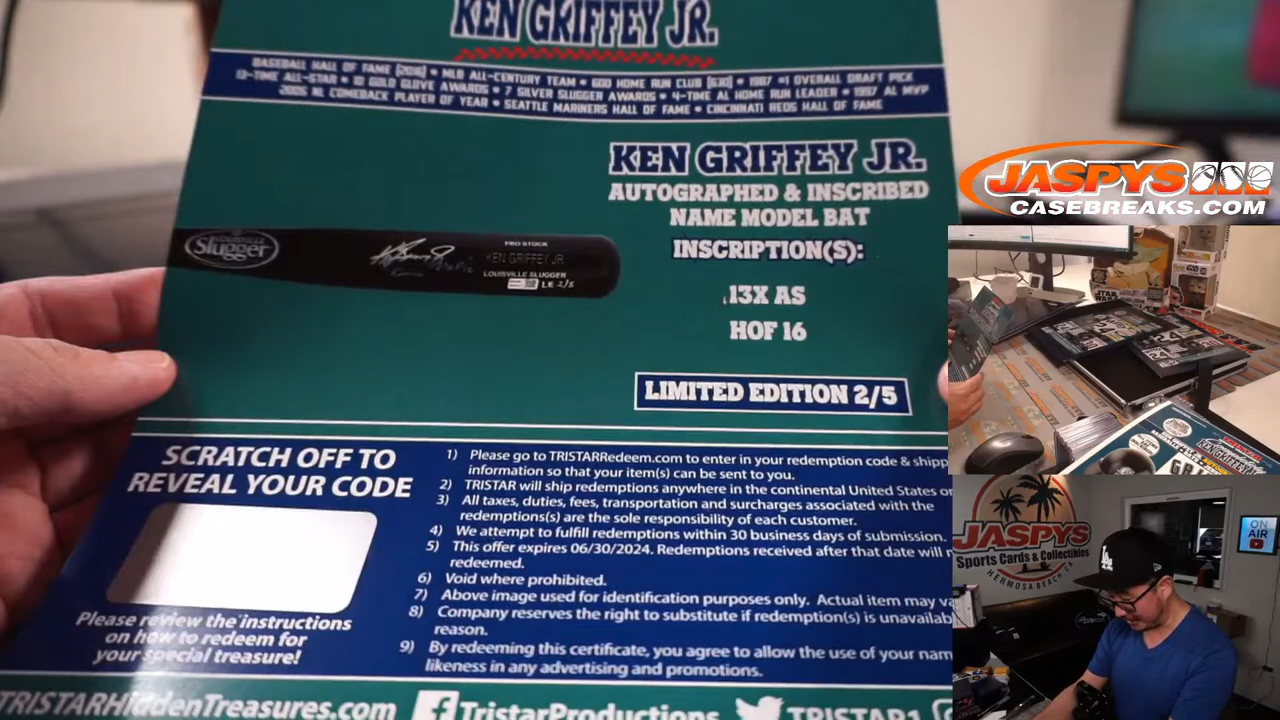 KEN GRIFFEY JR.
BASEBALL HALL OF FAME (2016) • MLB ALL-CENTURY TEAM • 600 HOME RUN CLUB (630) • 1987 #1 OVERALL DRAFT PICK
13-TIME ALL-STAR • 10 GOLD GLOVE AWARDS • 7 SILVER SLUGGER AWARDS • 4-TIME AL HOME RUN LEADER • 1997 AL MVP
2005 NL COMEBACK PLAYER OF YEAR • SEATTLE MARINERS HALL OF FAME • CINCINNATI REDS HALL OF FAME
KEN GRIFFEY JR.
AUTOGRAPHED & INSCRIBED
NAME MODEL BAT
INSCRIPTION(S):
13X AS
HOF 16
LIMITED EDITION 2/5
Slugger
PRO STOCK
KEN GRIFFEY JR.
LOUISVILLE SLUGGER
LE 2/5
SCRATCH OFF TO
REVEAL YOUR CODE
Please review the instructions
on how to redeem for
your special treasure!
1) Please go to TRISTARRedeem.com to enter in your redemption code & shipp
information so that your item(s) can be sent to you.
2) TRISTAR will ship redemptions anywhere in the continental United States or
3) All taxes, duties, fees, transportation and surcharges associated with the
redemptions(s) are the sole responsibility of each customer.
4) We attempt to fulfill redemptions within 30 business days of submission.
5) This offer expires 06/30/2024. Redemptions received after that date will n
redeemed.
6) Void where prohibited.
7) Above image used for identification purposes only. Actual item may va
8) Company reserves the right to substitute if redemption(s) is unavailab
reason.
9) By redeeming this certificate, you agree to allow the use of your nam
likeness in any advertising and promotions.
TRISTARHiddenTreasures.com
TristarProductions
TRISTAR1
JASPYS
CASEBREAKS.COM
STAR
WARS
KEN GRIFFEY JR
JASPYS
Sports Cards & Collectibles
HERMOSA BEACH, CA
ON
AIR
LA